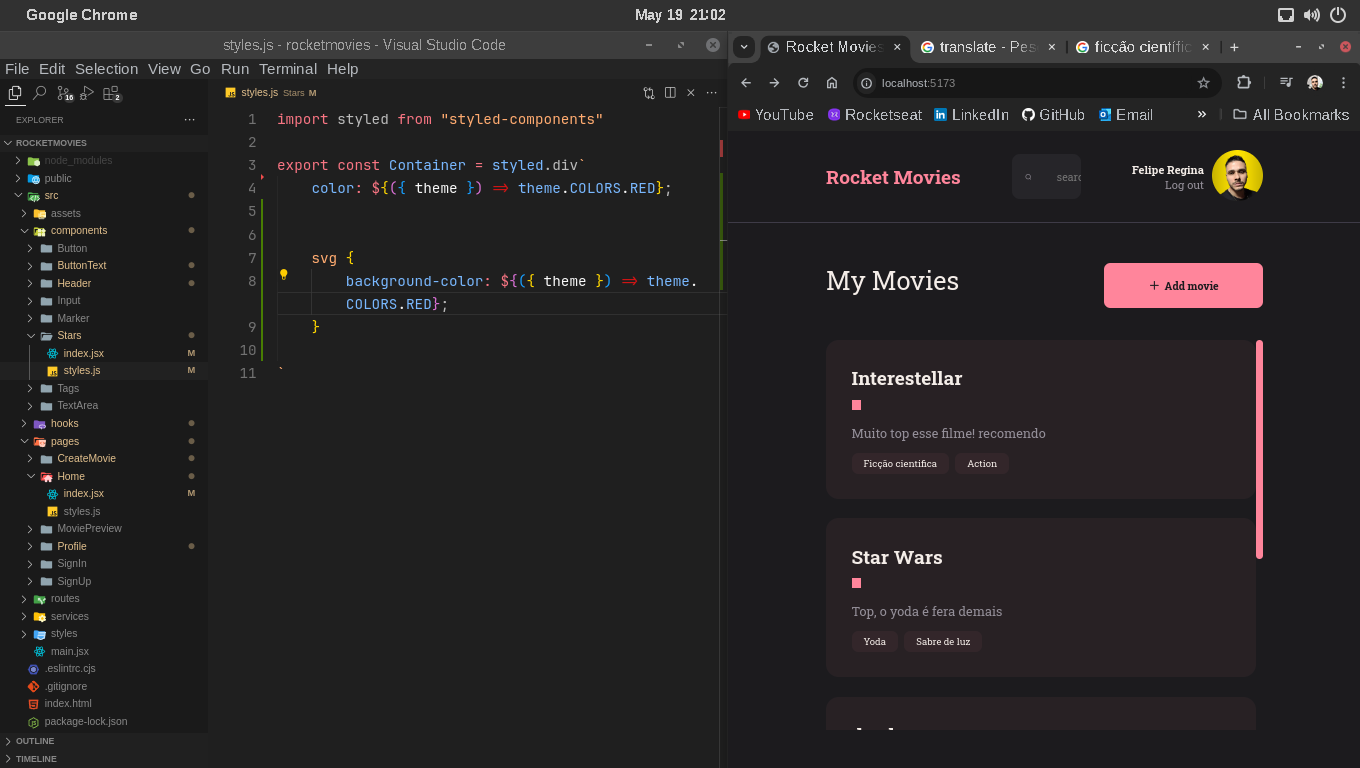 Google Chrome
May 19 21:02
styles.js - rocketmovies - Visual Studio Code
File Edit Selection View Go Run Terminal Help
16
2
EXPLORER
ROCKETMOVIES
node_modules
public
src
assets
components
Button
ButtonText
Header
Input
Marker
Stars
index.jsx M
styles.js M
Tags
TextArea
hooks
pages
CreateMovie
Home
index.jsx M
styles.js
MoviePreview
Profile
SignIn
SignUp
routes
services
styles
main.jsx
.eslintrc.cjs
.gitignore
index.html
package-lock.json
OUTLINE
TIMELINE
styles.js Stars M
1 import styled from "styled-components"
2
3 export const Container = styled.div`
4 color: ${({ theme }) => theme.COLORS.RED};
5
6
7 svg {
8 background-color: ${({ theme }) => theme.
COLORS.RED};
9 }
10
11 `
Rocket Movies
translate - Pes
ficção científic
localhost:5173
YouTube Rocketseat LinkedIn GitHub Email » All Bookmarks
Rocket Movies
searc
Felipe Regina
Log out
My Movies
+ Add movie
Interestellar
Muito top esse filme! recomendo
Ficção cientifica Action
Star Wars
Top, o yoda é fera demais
Yoda Sabre de luz